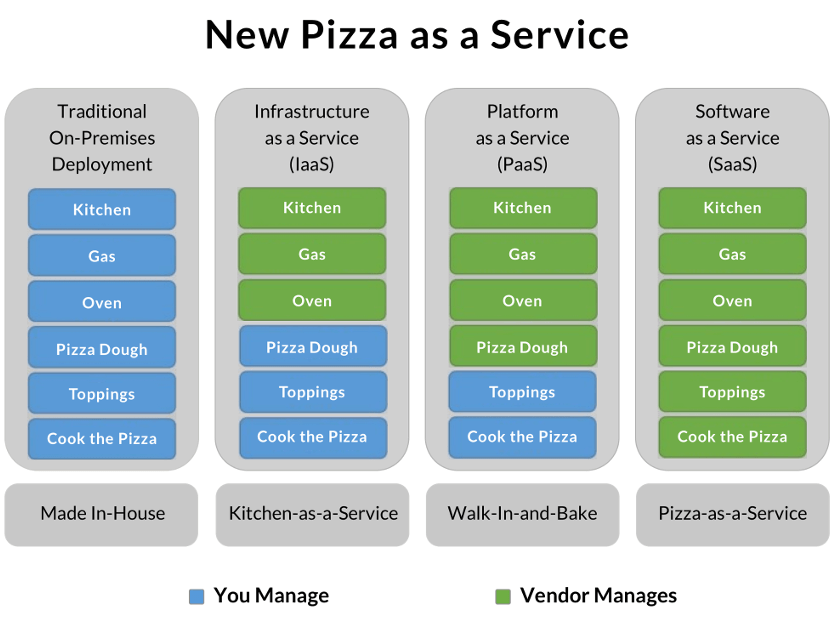 New Pizza as a Service
Traditional
On-Premises
Deployment
Kitchen
Gas
Oven
Pizza Dough
Toppings
Cook the Pizza
Made In-House
Infrastructure
as a Service
(IaaS)
Kitchen
Gas
Oven
Pizza Dough
Toppings
Cook the Pizza
Kitchen-as-a-Service
Platform
as a Service
(PaaS)
Kitchen
Gas
Oven
Pizza Dough
Toppings
Cook the Pizza
Walk-In-and-Bake
Software
as a Service
(SaaS)
Kitchen
Gas
Oven
Pizza Dough
Toppings
Cook the Pizza
Pizza-as-a-Service
You Manage
Vendor Manages